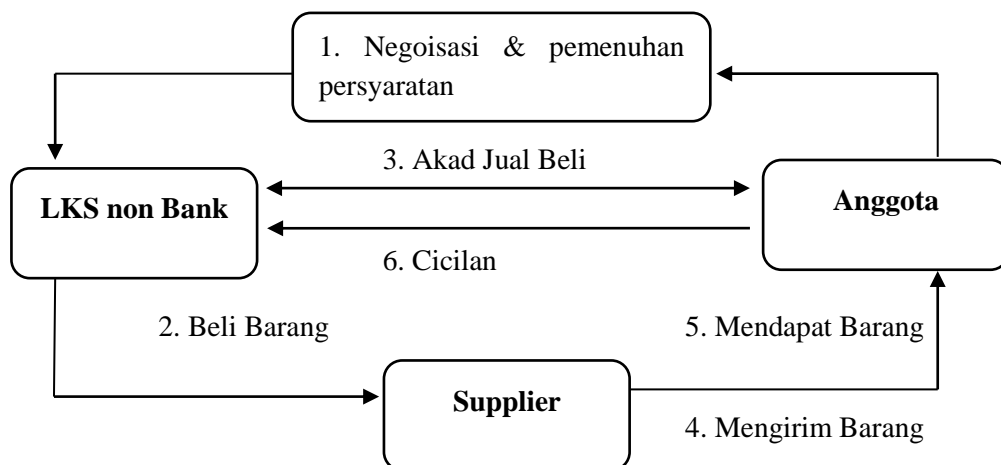 1. Negoisasi & pemenuhan
persyaratan
3. Akad Jual Beli
LKS non Bank
Anggota
6. Cicilan
2. Beli Barang
5. Mendapat Barang
Supplier
4. Mengirim Barang